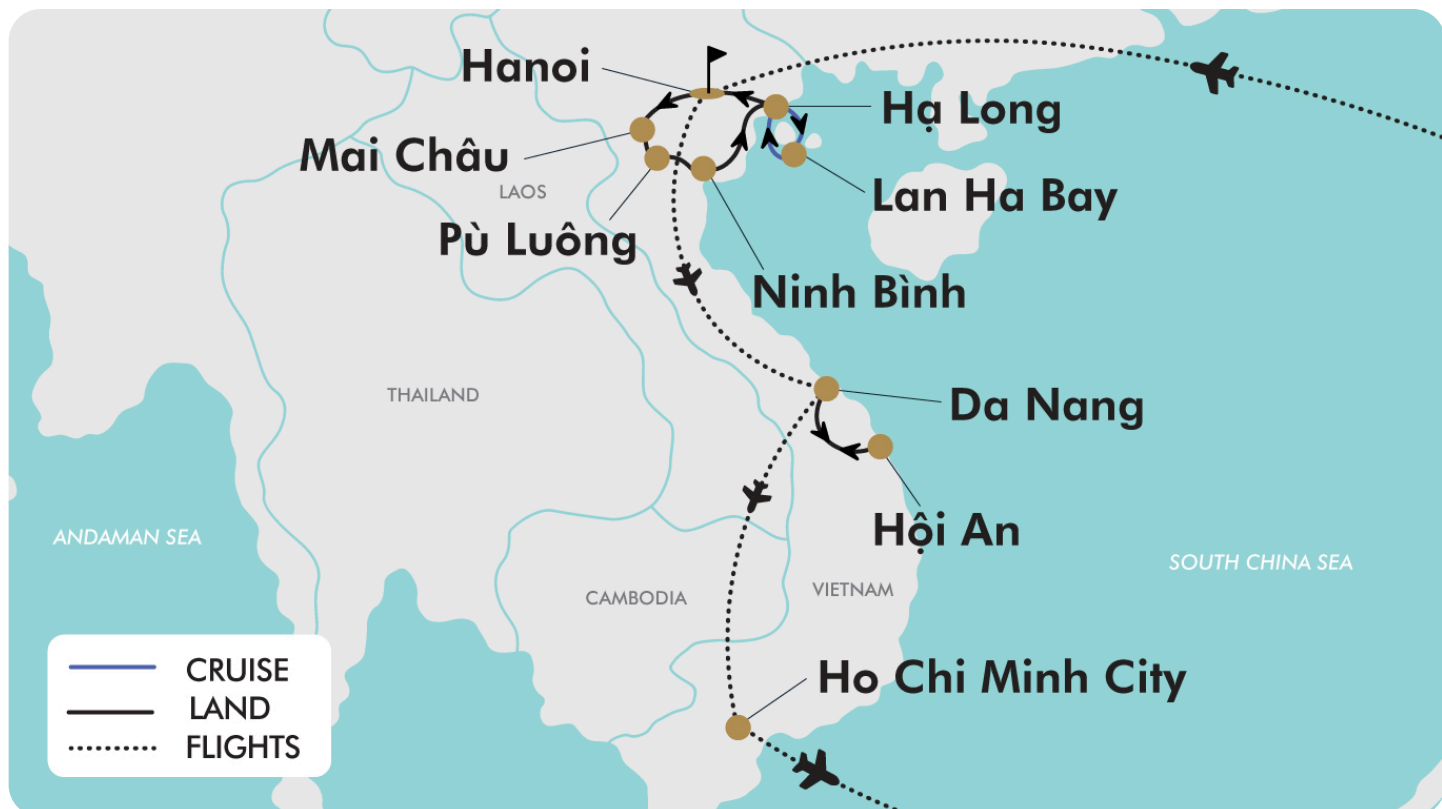 Hanoi
Hạ Long
Mai Châu
LAOS
Lan Ha Bay
Pù Luông
Ninh Bình
THAILAND
Da Nang
Hội An
ANDAMAN SEA
SOUTH CHINA SEA
CAMBODIA
VIETNAM
Ho Chi Minh City
CRUISE
LAND
FLIGHTS